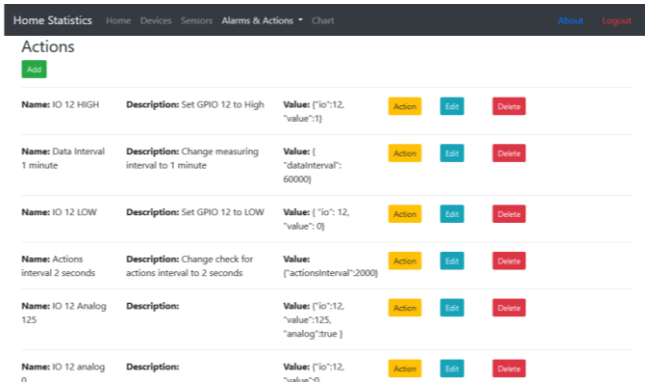 Home Statistics Home Devices Sensors Alarms & Actions Chart About Logout
Actions
Add
Name: IO 12 HIGH Description: Set GPIO 12 to High Value: {"io":12,
"value":1} Action Edit Delete
Name: Data Interval Description: Change measuring Value: {
1 minute interval to 1 minute "dataInterval":
60000} Action Edit Delete
Name: IO 12 LOW Description: Set GPIO 12 to LOW Value: { "io": 12,
"value": 0} Action Edit Delete
Name: Actions Description: Change check for Value:
interval 2 seconds actions interval to 2 seconds {"actionsInterval":2000} Action Edit Delete
Name: IO 12 Analog Description: Value: {"io":12,
125 "value":125,
"analog":true } Action Edit Delete
Name: IO 12 analog Description: Value: {"io":12,
0 "value":0, Action Edit Delete